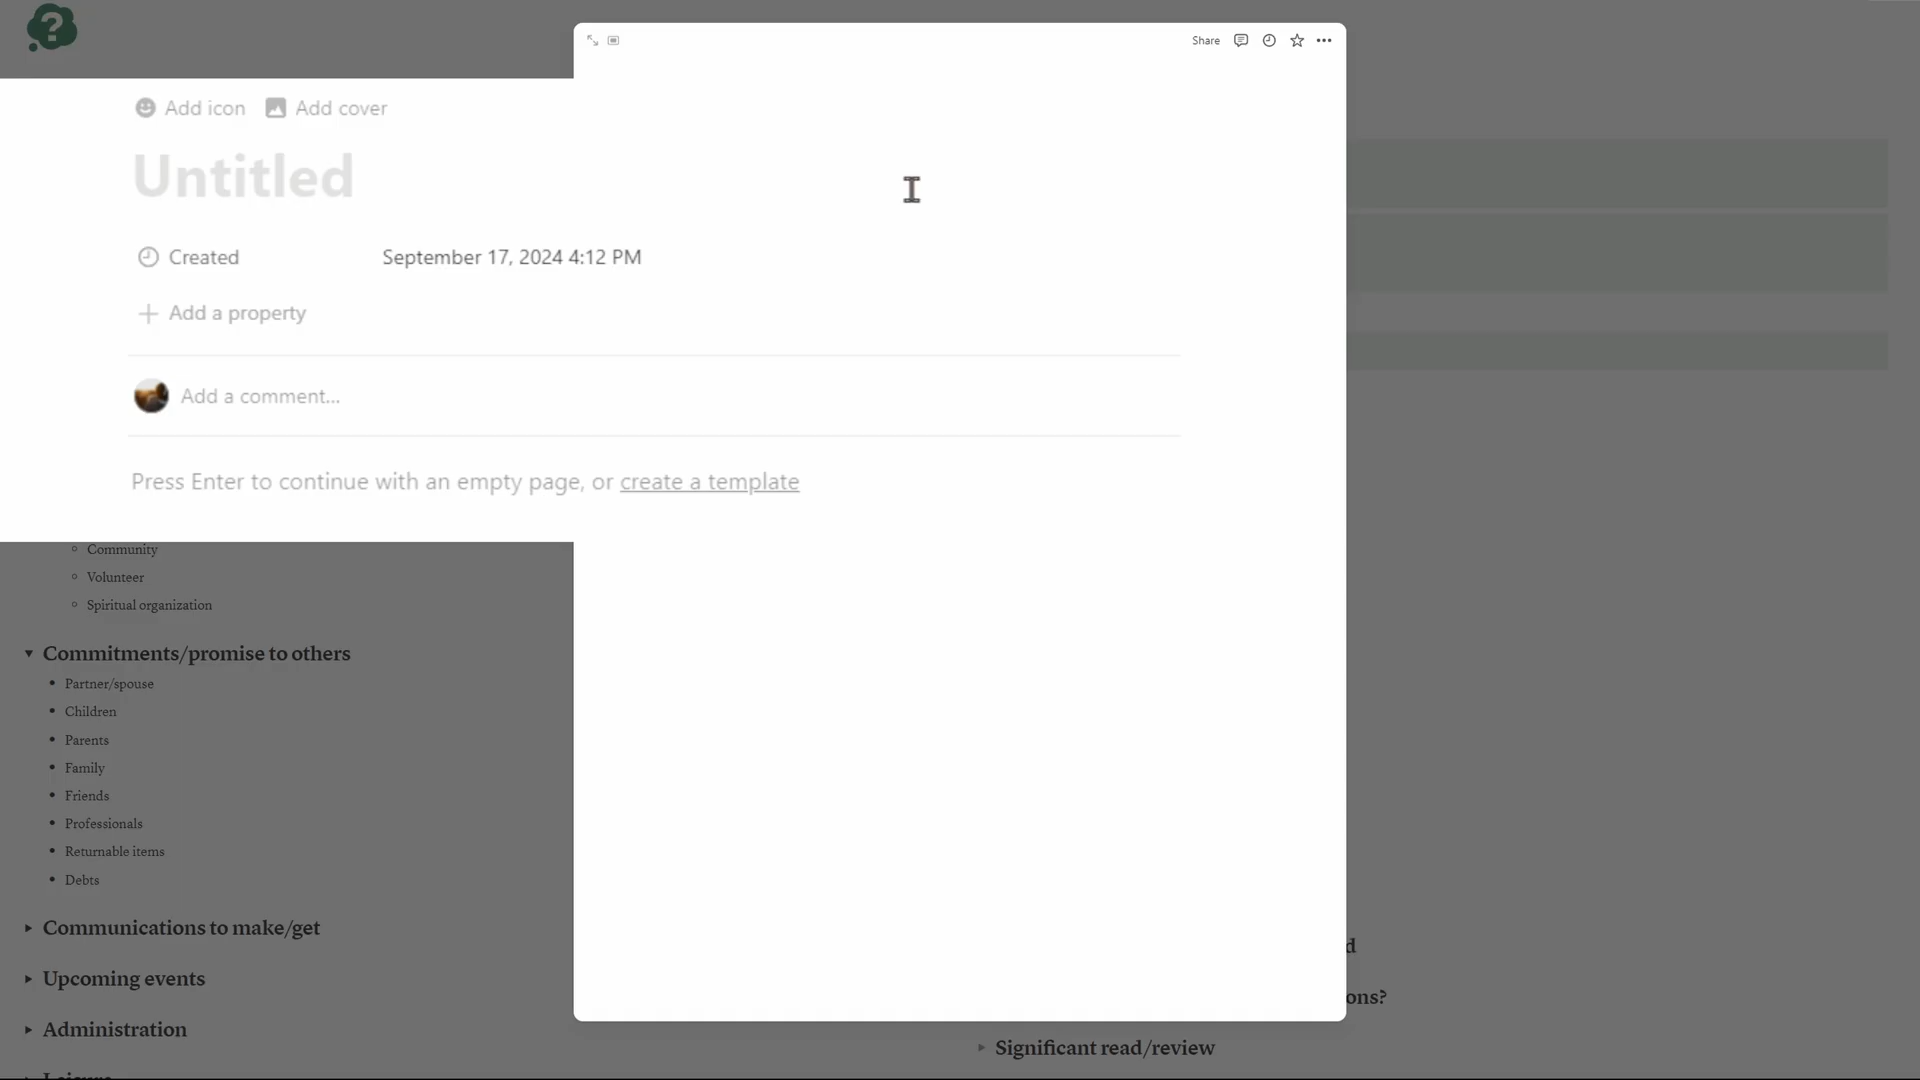 ?
Share
Add icon Add cover
Untitled
Created September 17, 2024 4:12 PM
Add a property
Add a comment...
Press Enter to continue with an empty page, or create a template
Community
Volunteer
Spiritual organization
Commitments/promise to others
Partner/spouse
Children
Parents
Family
Friends
Professionals
Returnable items
Debts
Communications to make/get
Upcoming events
Administration
d
ons?
Significant read/review